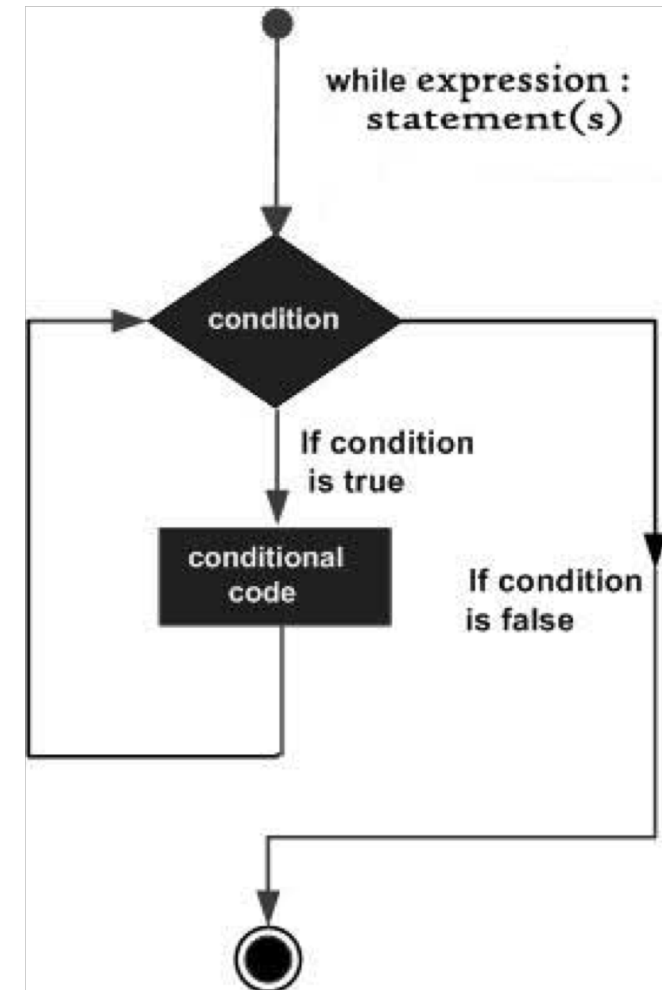 while expression :
statement(s)
condition
If condition
is true
conditional
code
If condition
is false